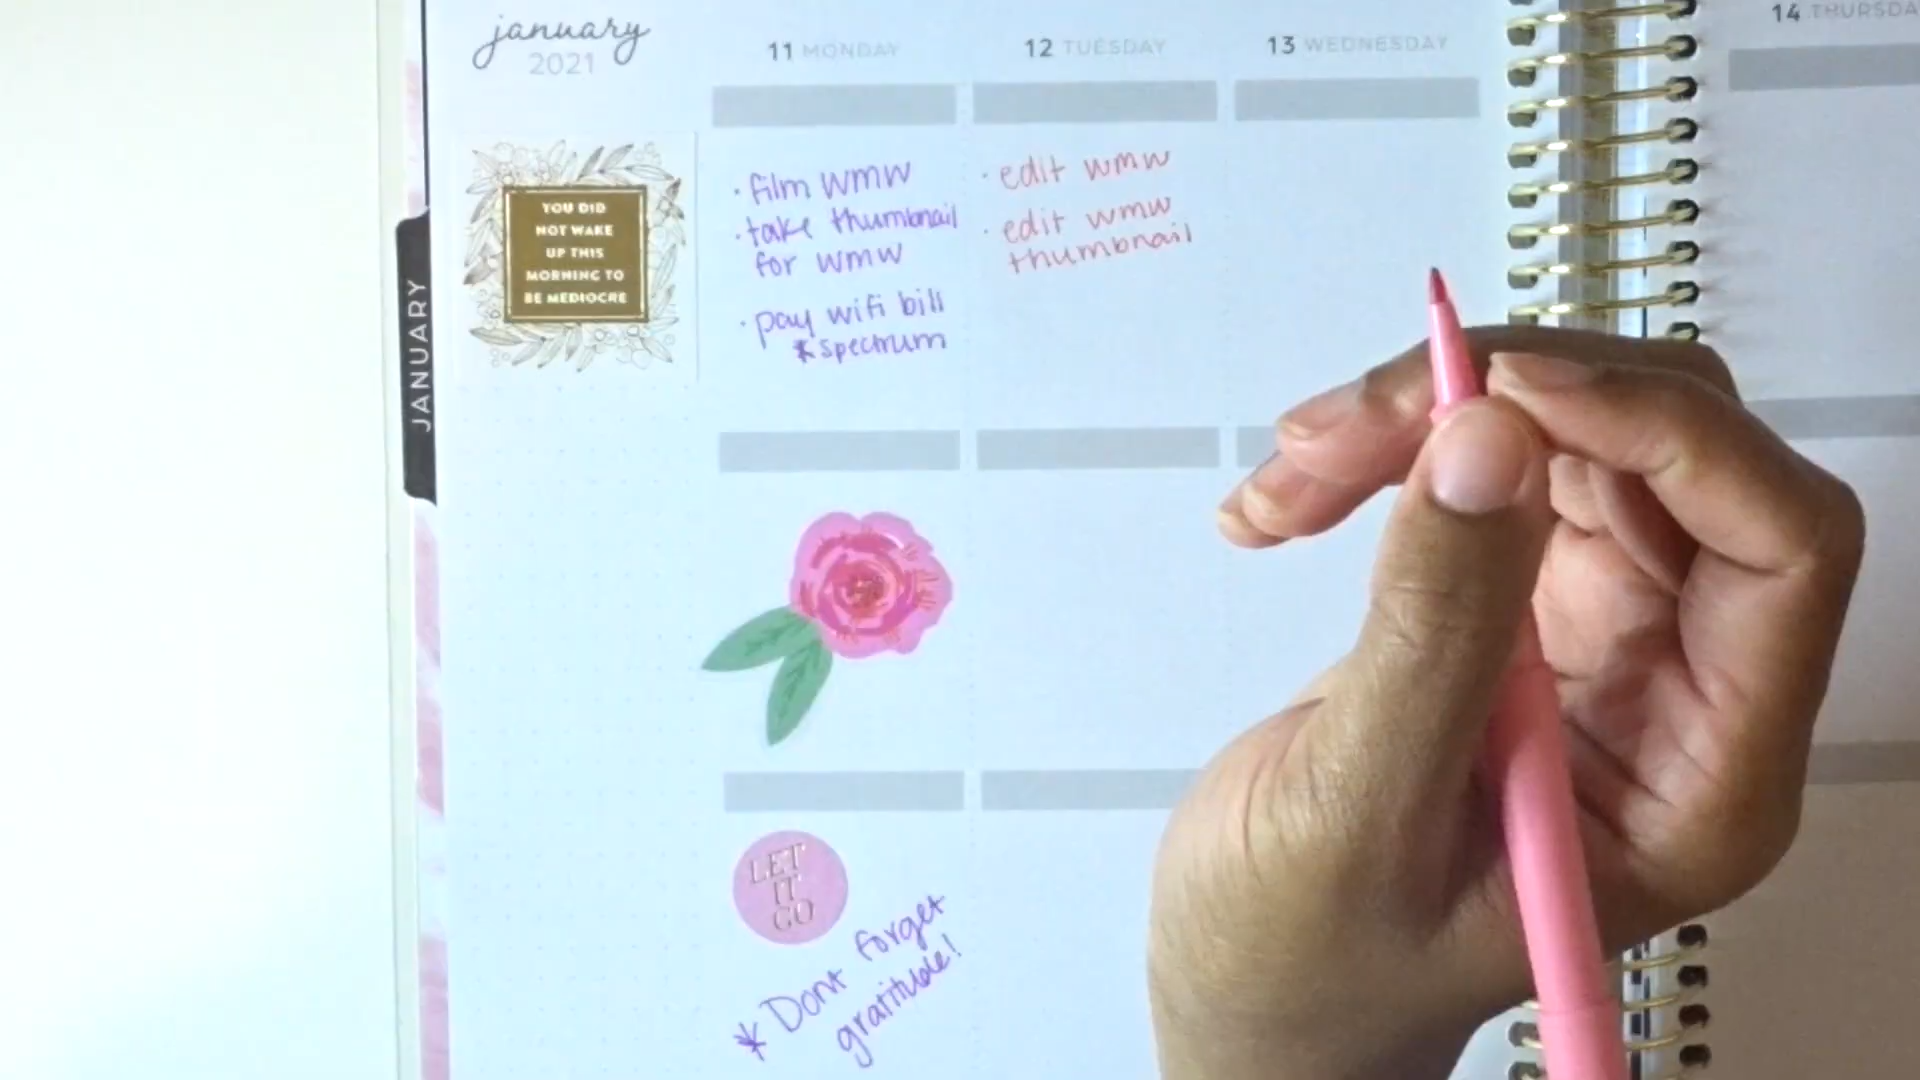 january
2021
11 MONDAY
12 TUESDAY
13 WEDNESDAY
14 THURSDA
JANUARY
YOU DID
NOT WAKE
UP THIS
MORNING TO
BE MEDIOCRE
· film wmw
· take thumbnail
for wmw
· pay wifi bill
* spectrum
· edit wmw
· edit wmw
thumbnail
LET
IT
GO
* Dont forget
gratitude!